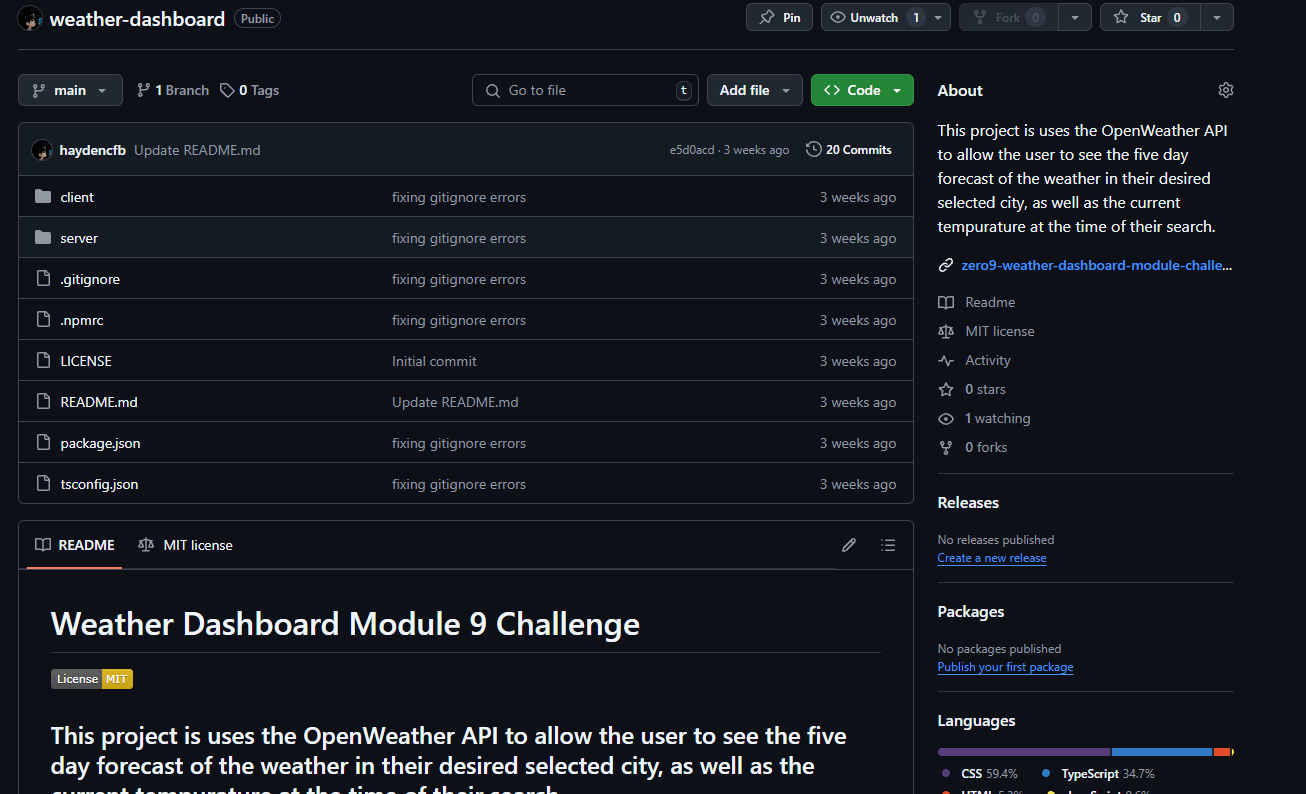 weather-dashboard Public Pin Unwatch 1 Fork 0 Star 0
main 1 Branch 0 Tags Go to file t Add file Code
haydencfb Update README.md e5d0acd · 3 weeks ago 20 Commits
client fixing gitignore errors 3 weeks ago
server fixing gitignore errors 3 weeks ago
.gitignore fixing gitignore errors 3 weeks ago
.npmrc fixing gitignore errors 3 weeks ago
LICENSE Initial commit 3 weeks ago
README.md Update README.md 3 weeks ago
package.json fixing gitignore errors 3 weeks ago
tsconfig.json fixing gitignore errors 3 weeks ago
README MIT license
Weather Dashboard Module 9 Challenge
License MIT
This project is uses the OpenWeather API to allow the user to see the five
day forecast of the weather in their desired selected city, as well as the
current tempurature at the time of their search.
About
This project is uses the OpenWeather API
to allow the user to see the five day
forecast of the weather in their desired
selected city, as well as the current
tempurature at the time of their search.
zero9-weather-dashboard-module-challe...
Readme
MIT license
Activity
0 stars
1 watching
0 forks
Releases
No releases published
Create a new release
Packages
No packages published
Publish your first package
Languages
CSS 59.4% TypeScript 34.7%
HTML JavaScript